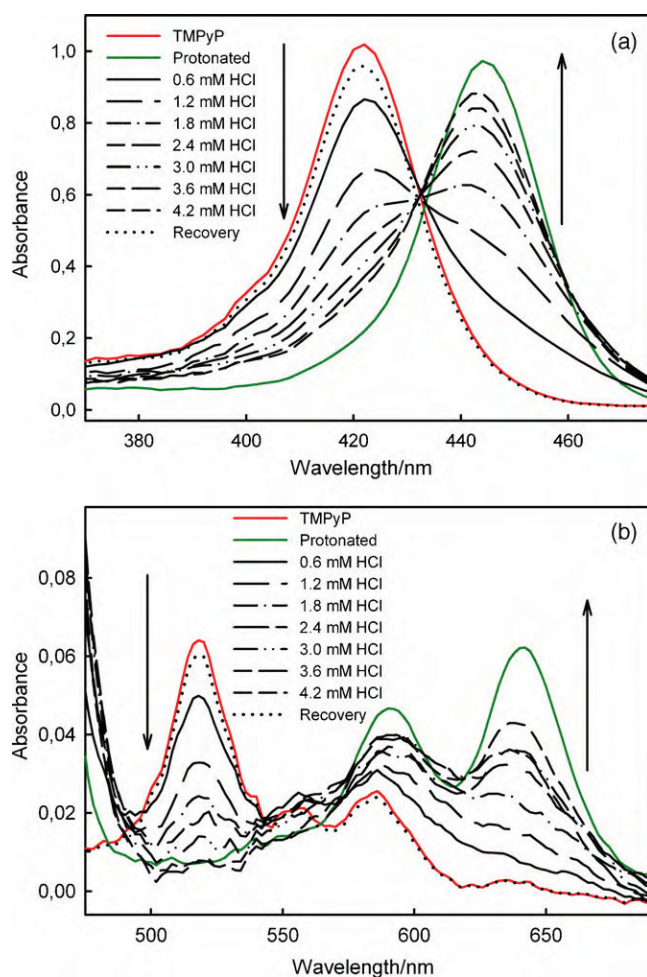 (a)
TMPyP
Protonated
0.6 mM HCl
1.2 mM HCl
1.8 mM HCl
2.4 mM HCl
3.0 mM HCl
3.6 mM HCl
4.2 mM HCl
Recovery
1,0
0,8
0,6
0,4
0,2
0,0
Absorbance
380 400 420 440 460
Wavelength/nm
(b)
TMPyP
Protonated
0.6 mM HCl
1.2 mM HCl
1.8 mM HCl
2.4 mM HCl
3.0 mM HCl
3.6 mM HCl
4.2 mM HCl
Recovery
0,08
0,06
0,04
0,02
0,00
Absorbance
500 550 600 650
Wavelength/nm